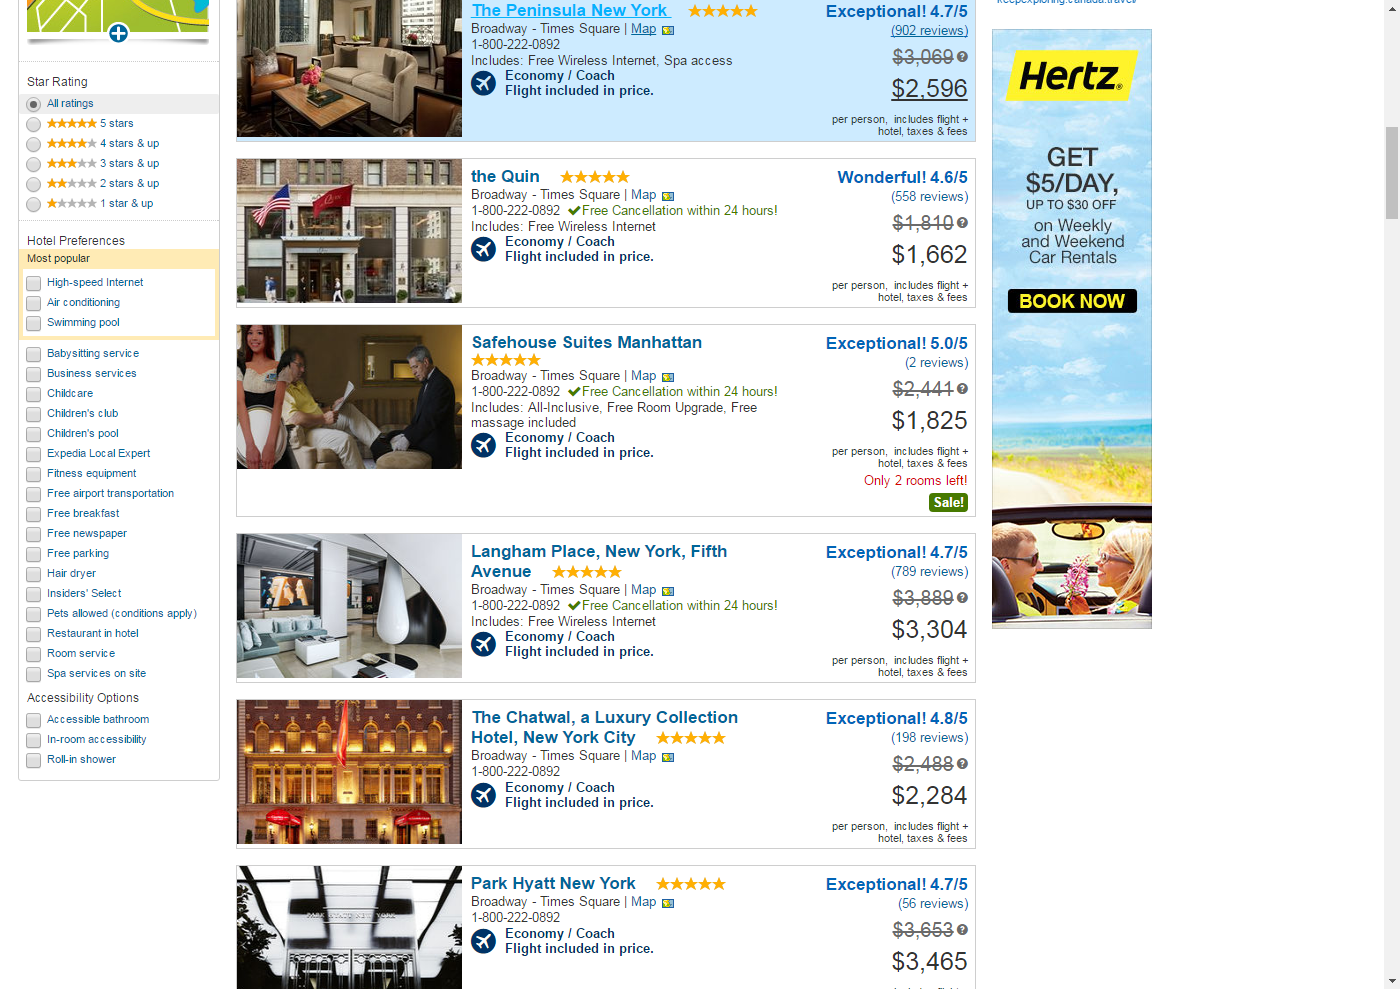 Star Rating
All ratings
5 stars
4 stars & up
3 stars & up
2 stars & up
1 star & up
Hotel Preferences
Most popular
High-speed Internet
Air conditioning
Swimming pool
Babysitting service
Business services
Childcare
Children's club
Children's pool
Expedia Local Expert
Fitness equipment
Free airport transportation
Free breakfast
Free newspaper
Free parking
Hair dryer
Insiders' Select
Pets allowed (conditions apply)
Restaurant in hotel
Room service
Spa services on site
Accessibility Options
Accessible bathroom
In-room accessibility
Roll-in shower
The Peninsula New York
Broadway - Times Square | Map
1-800-222-0892
Includes: Free Wireless Internet, Spa access
Economy / Coach
Flight included in price.
Exceptional! 4.7/5
(902 reviews)
$3,069
$2,596
per person, includes flight +
hotel, taxes & fees
the Quin
Broadway - Times Square | Map
1-800-222-0892 Free Cancellation within 24 hours!
Includes: Free Wireless Internet
Economy / Coach
Flight included in price.
Wonderful! 4.6/5
(558 reviews)
$1,810
$1,662
per person, includes flight +
hotel, taxes & fees
Safehouse Suites Manhattan
Broadway - Times Square | Map
1-800-222-0892 Free Cancellation within 24 hours!
Includes: All-Inclusive, Free Room Upgrade, Free
massage included
Economy / Coach
Flight included in price.
Exceptional! 5.0/5
(2 reviews)
$2,441
$1,825
per person, includes flight +
hotel, taxes & fees
Only 2 rooms left!
Sale!
Langham Place, New York, Fifth
Avenue
Broadway - Times Square | Map
1-800-222-0892 Free Cancellation within 24 hours!
Includes: Free Wireless Internet
Economy / Coach
Flight included in price.
Exceptional! 4.7/5
(789 reviews)
$3,889
$3,304
per person, includes flight +
hotel, taxes & fees
The Chatwal, a Luxury Collection
Hotel, New York City
Broadway - Times Square | Map
1-800-222-0892
Economy / Coach
Flight included in price.
Exceptional! 4.8/5
(198 reviews)
$2,488
$2,284
per person, includes flight +
hotel, taxes & fees
PARK HYATT NEW YORK
Park Hyatt New York
Broadway - Times Square | Map
1-800-222-0892
Economy / Coach
Flight included in price.
Exceptional! 4.7/5
(56 reviews)
$3,653
$3,465
keepexploring.canada.travel/
Hertz
GET
$5/DAY,
UP TO $30 OFF
on Weekly
and Weekend
Car Rentals
BOOK NOW